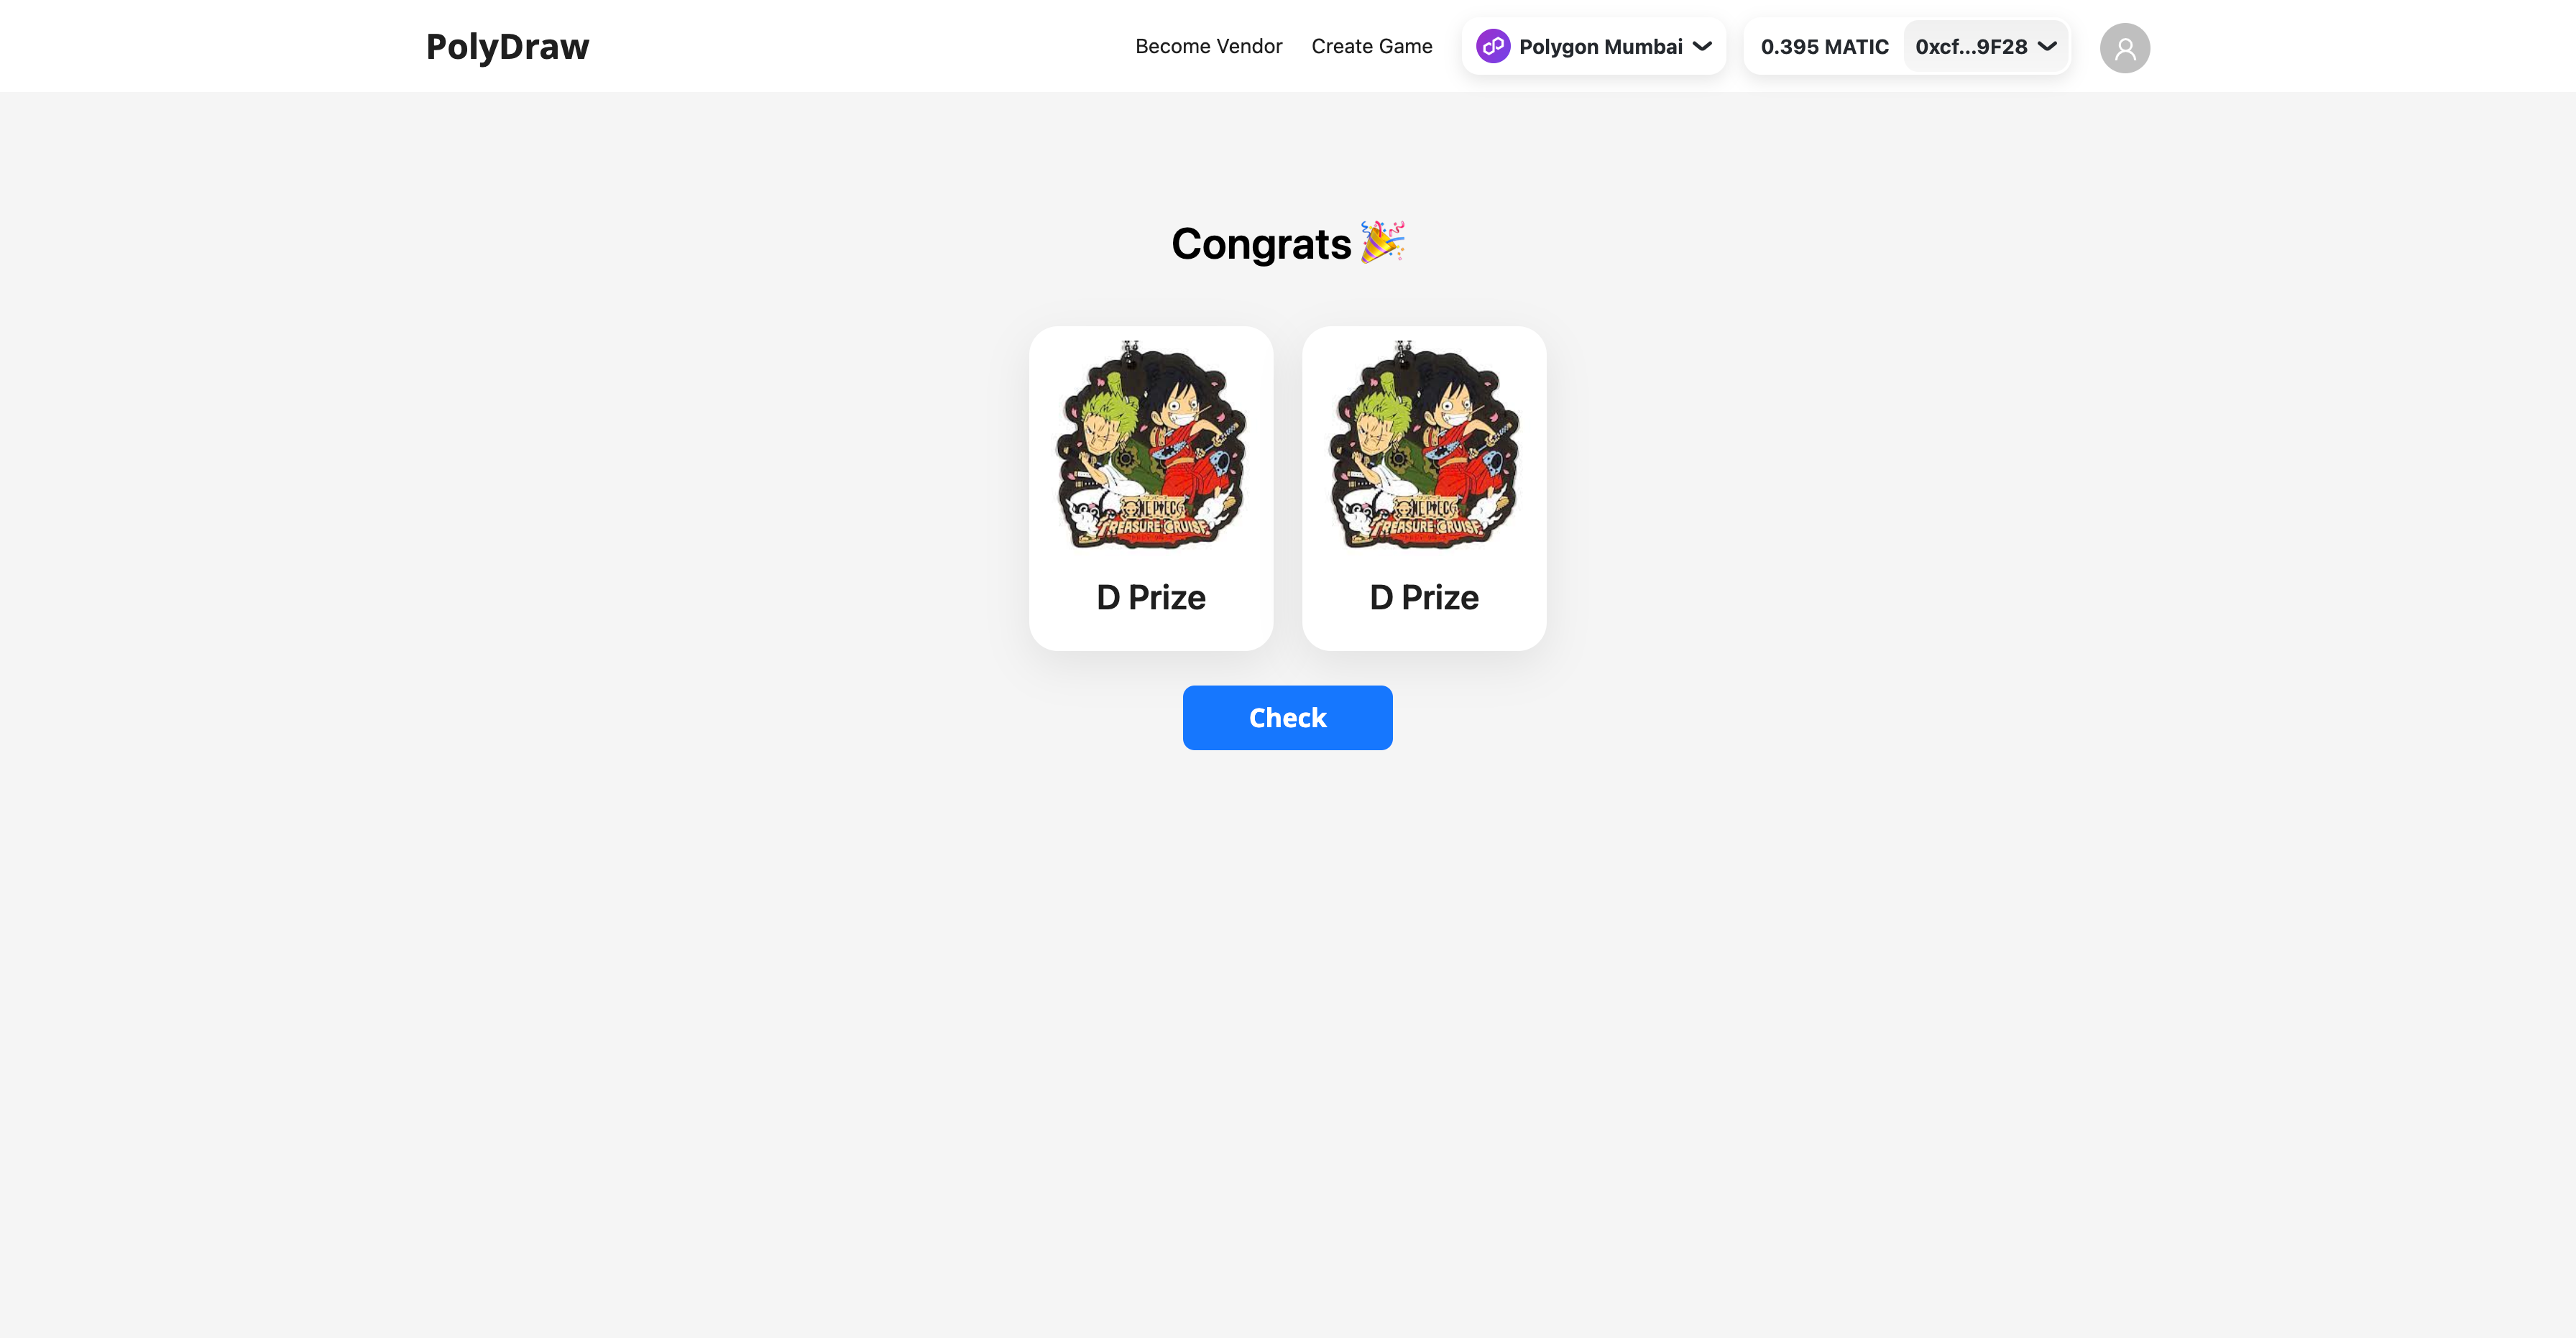 PolyDraw
Become Vendor
Create Game
Polygon Mumbai
0.395 MATIC
0xcf...9F28
Congrats 🎉
ONE PIECE
TREASURE CRUISE
D Prize
ONE PIECE
TREASURE CRUISE
D Prize
Check